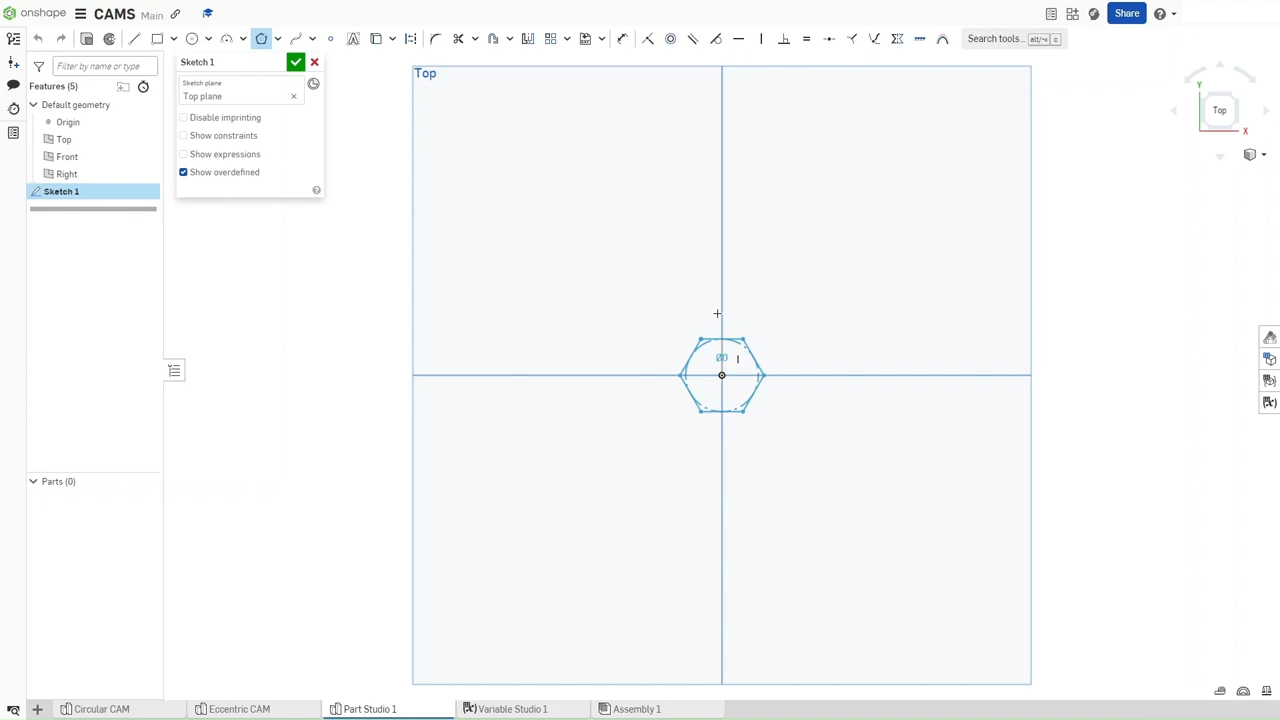 onshape CAMS Main Share
Search tools... alt/⌥ c
Sketch 1
Sketch plane
Top plane
Disable imprinting
Show constraints
Show expressions
Show overdefined
Filter by name or type
Features (5)
Default geometry
Origin
Top
Front
Right
Sketch 1
Parts (0)
Top
Ø0
Y
Top
X
Circular CAM Eccentric CAM Part Studio 1 Variable Studio 1 Assembly 1